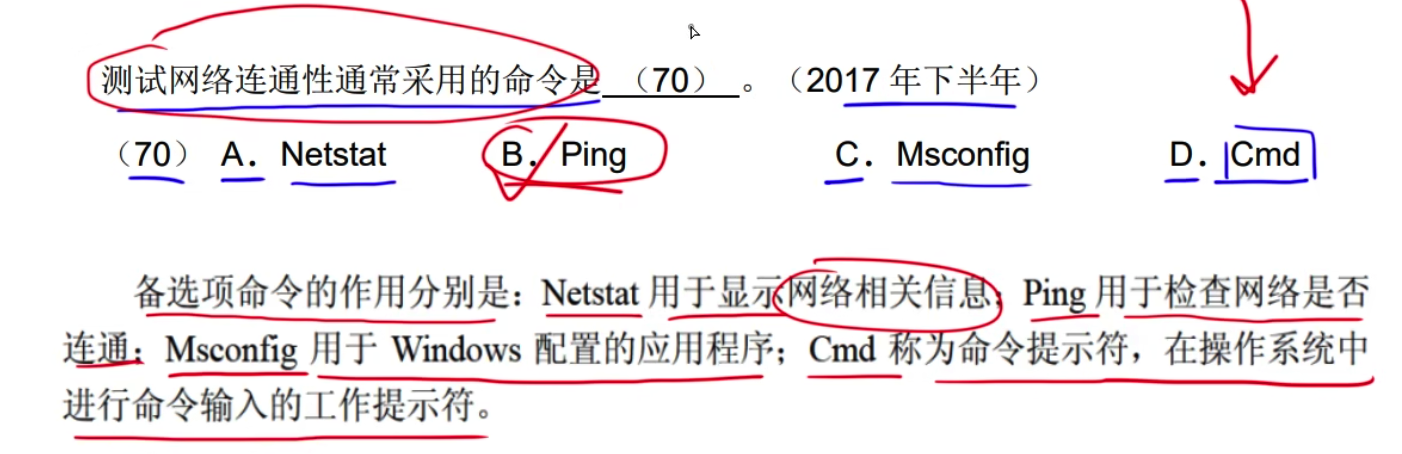 测试网络连通性通常采用的命令是 （70） 。（2017 年下半年）
（70） A． Netstat B． Ping C． Msconfig D． Cmd
备选项命令的作用分别是：Netstat 用于显示网络相关信息；Ping 用于检查网络是否
连通；Msconfig 用于 Windows 配置的应用程序；Cmd 称为命令提示符，在操作系统中
进行命令输入的工作提示符。